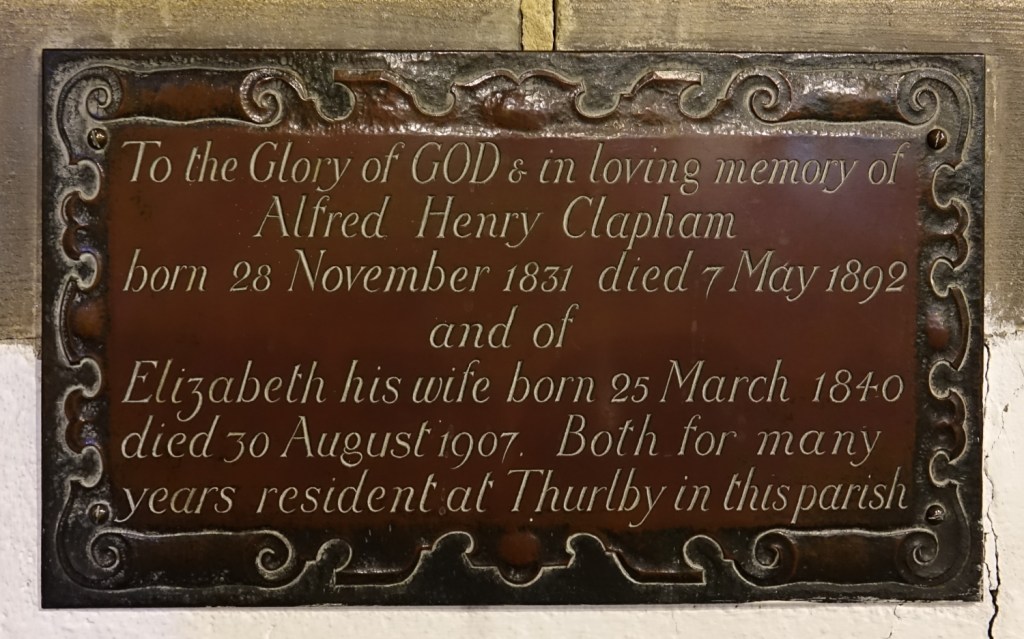 To the Glory of GOD & in loving memory of
Alfred Henry Clapham
born 28 November 1831 died 7 May 1892
and of
Elizabeth his wife born 25 March 1840
died 30 August 1907. Both for many
years resident at Thurlby in this parish